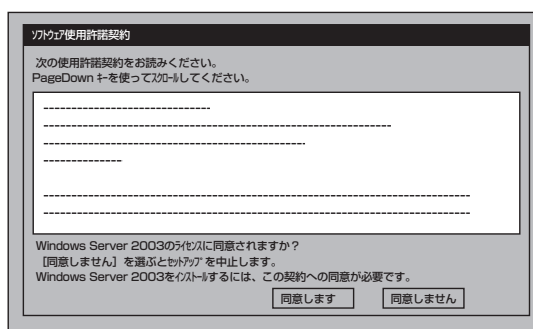 ｿﾌﾄｳｪｱ使用許諾契約
次の使用許諾契約をお読みください。
PageDown ｷｰを使ってｽｸﾛｰﾙしてください。
Windows Server 2003のﾗｲｾﾝｽに同意されますか？
［同意しません］を選ぶとｾｯﾄｱｯﾌﾟを中止します。
Windows Server 2003をｲﾝｽﾄｰﾙするには、この契約への同意が必要です。
同意します 同意しません